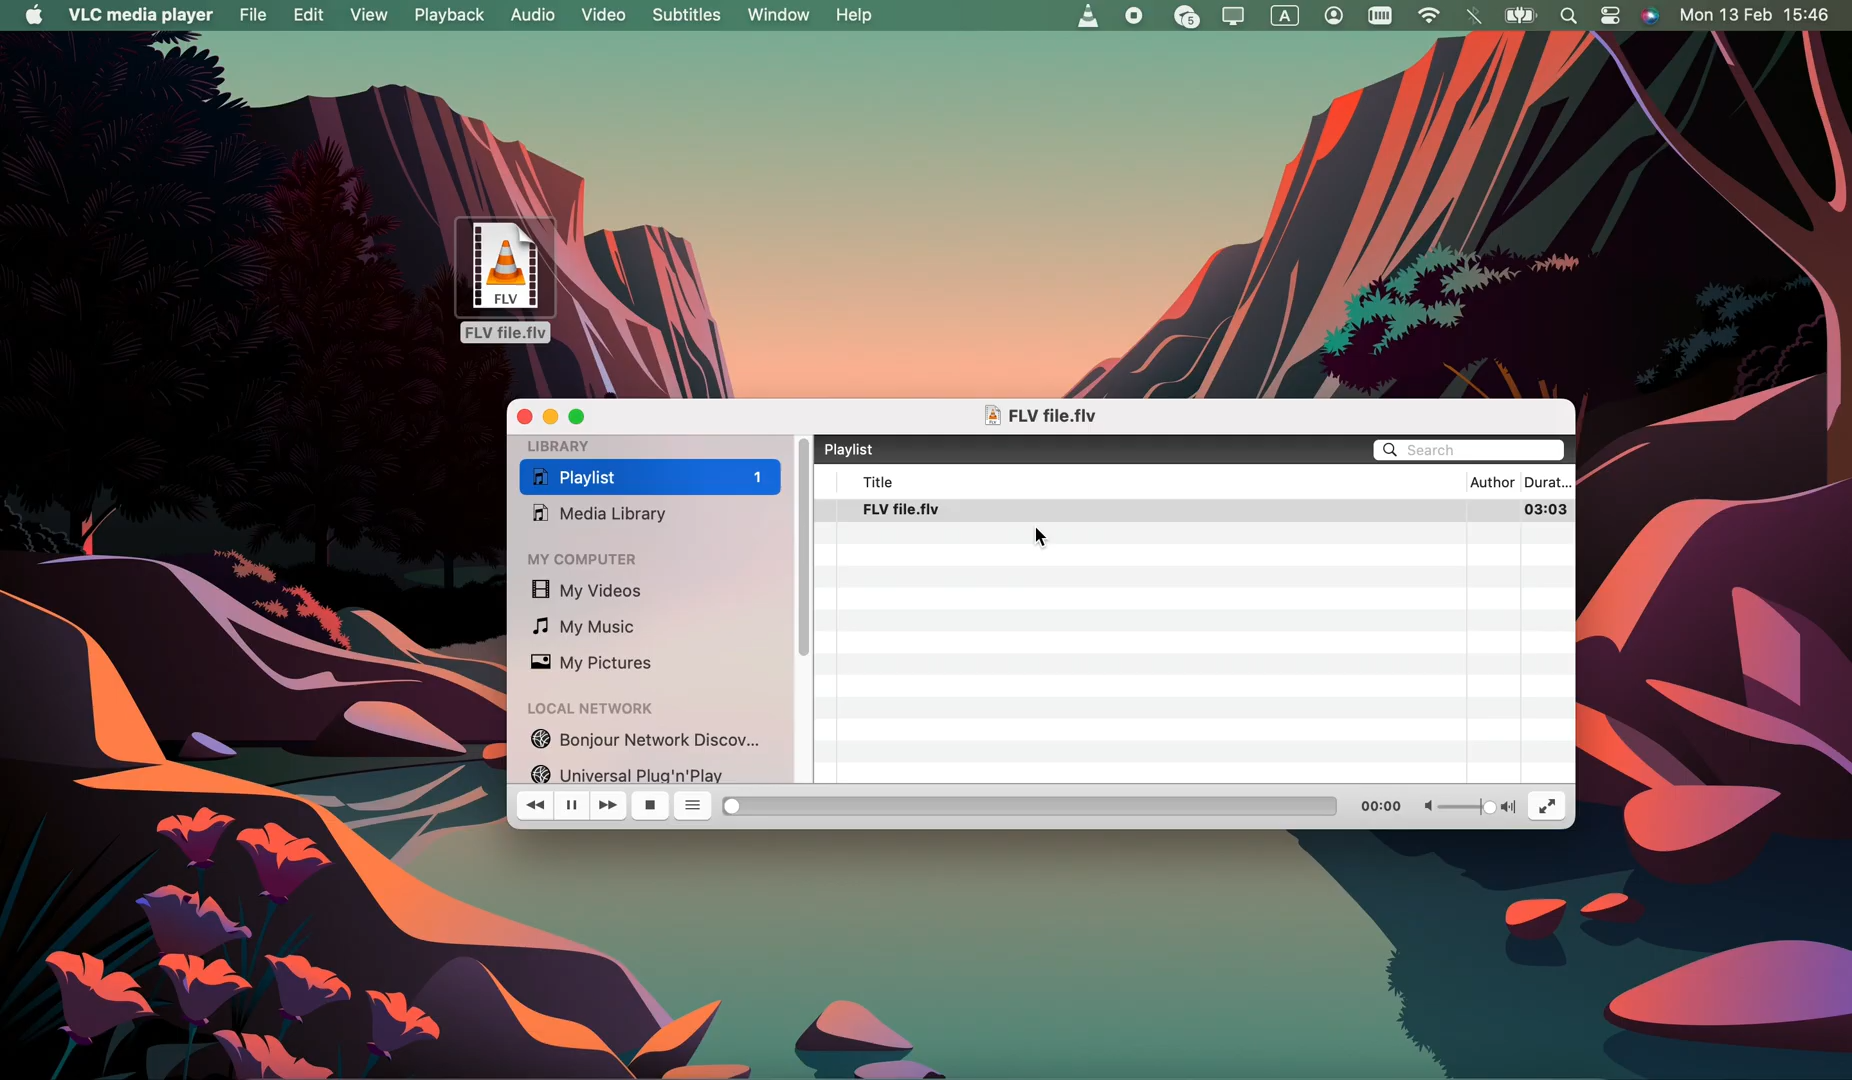 VLC media player File Edit View Playback Audio Video Subtitles Window Help 5 A Mon 13 Feb 15:46
FLV
FLV file.flv
FLV file.flv
LIBRARY
Playlist 1
Media Library
MY COMPUTER
My Videos
My Music
My Pictures
LOCAL NETWORK
Bonjour Network Discov...
Universal Plug'n'Play
Playlist Search
Title Author Durat...
FLV file.flv 03:03
00:00